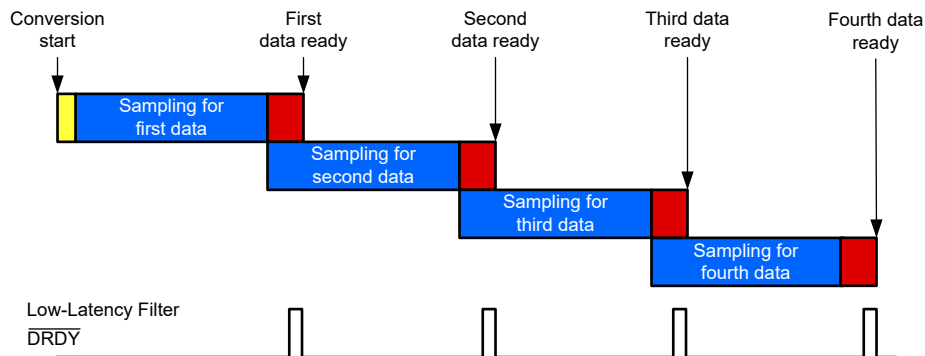 Conversion
start
First
data ready
Second
data ready
Third data
ready
Fourth data
ready
Sampling for
first data
Sampling for
second data
Sampling for
third data
Sampling for
fourth data
Low-Latency Filter
DRDY